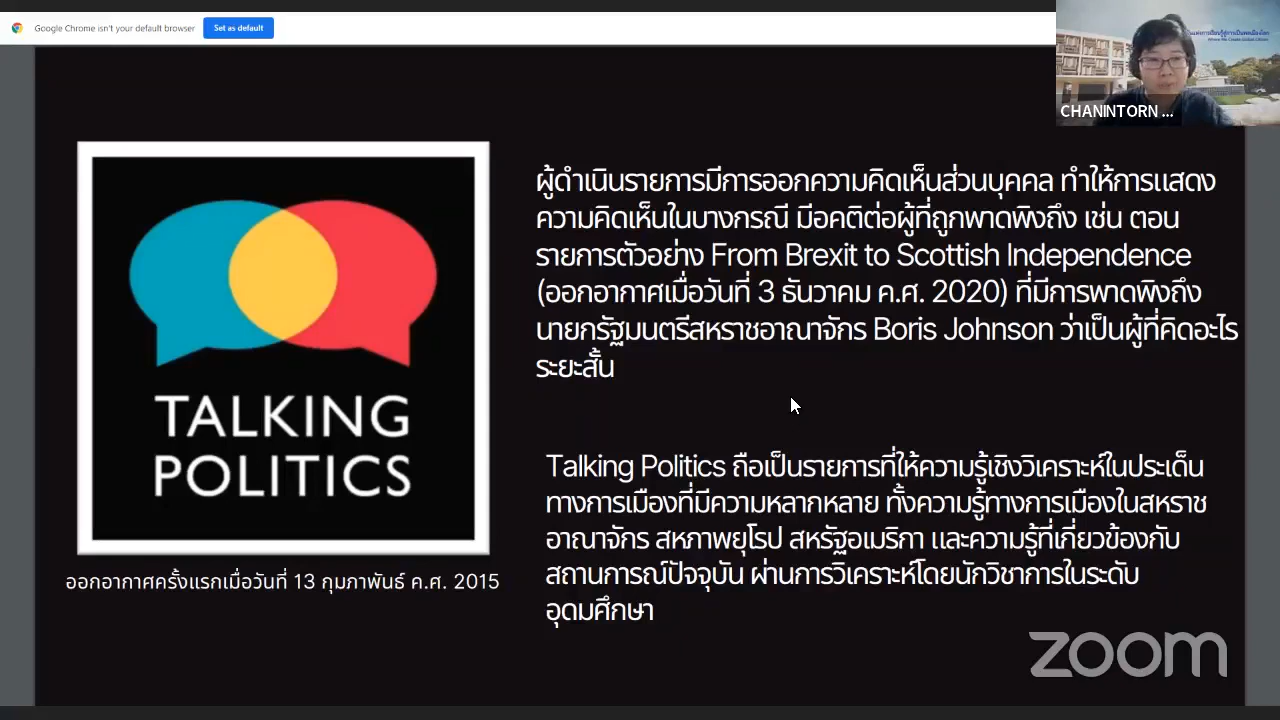 Google Chrome isn't your default browser
Set as default
CHANINTORN ...
ผู้ดำเนินรายการมีการออกความคิดเห็นส่วนบุคคล ทำให้การแสดง
ความคิดเห็นในบางกรณี มีอคติต่อผู้ที่ถูกพาดพิงถึง เช่น ตอน
รายการตัวอย่าง From Brexit to Scottish Independence
(ออกอากาศเมื่อวันที่ 3 ธันวาคม ค.ศ. 2020) ที่มีการพาดพิงถึง
นายกรัฐมนตรีสหราชอาณาจักร Boris Johnson ว่าเป็นผู้ที่คิดอะไร
ระยะสั้น
TALKING
POLITICS
ออกอากาศครั้งแรกเมื่อวันที่ 13 กุมภาพันธ์ ค.ศ. 2015
Talking Politics ถือเป็นรายการที่ให้ความรู้เชิงวิเคราะห์ในประเด็น
ทางการเมืองที่มีความหลากหลาย ทั้งความรู้ทางการเมืองในสหราช
อาณาจักร สหภาพยุโรป สหรัฐอเมริกา และความรู้ที่เกี่ยวข้องกับ
สถานการณ์ปัจจุบัน ผ่านการวิเคราะห์โดยนักวิชาการในระดับ
อุดมศึกษา
zoom